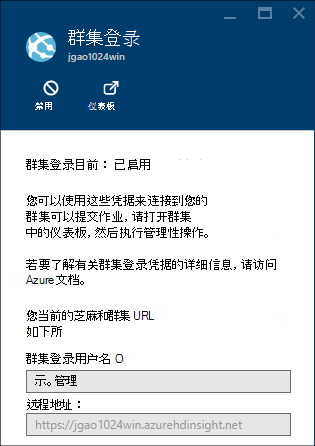 群集登录
jgao1024win
禁用 仪表板
群集登录目前： 已启用
您可以使用这些凭据来连接到您的
群集可以提交作业，请打开群集
中的仪表板，然后执行管理性操作。
若要了解有关群集登录凭据的详细信息，请访问
Azure文档。
您当前的芝麻和群集 URL
如下所
群集登录用户名 O
示。管理
远程地址：
https://jgao1024win.azurehdinsight.net